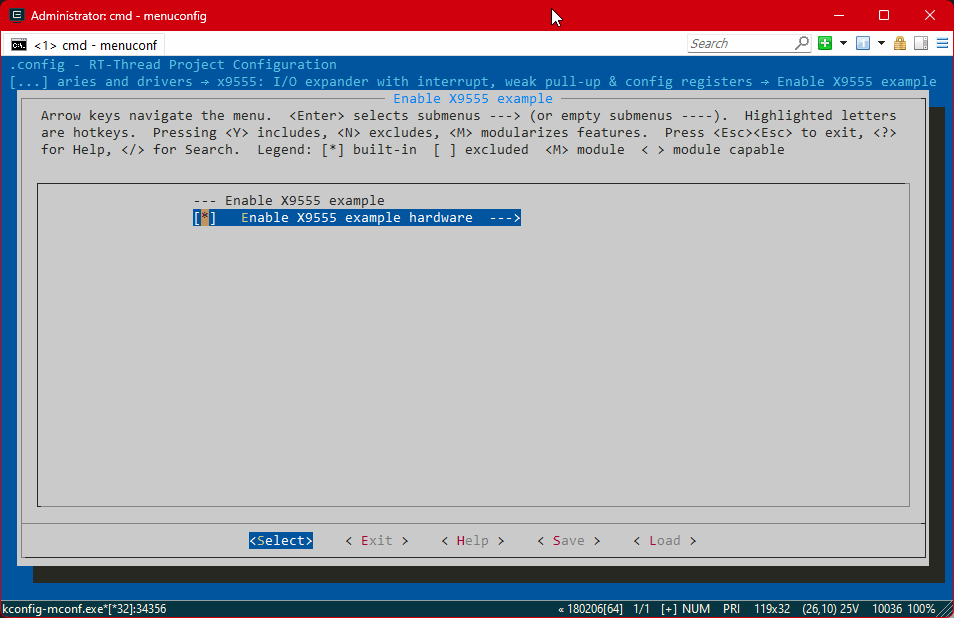 Administrator: cmd - menuconfig
<1> cmd - menuconf
Search
.config - RT-Thread Project Configuration
[...] aries and drivers → x9555: I/O expander with interrupt, weak pull-up & config registers → Enable X9555 example
Enable X9555 example
Arrow keys navigate the menu.  <Enter> selects submenus ---> (or empty submenus ----).  Highlighted letters
are hotkeys.  Pressing <Y> includes, <N> excludes, <M> modularizes features.  Press <Esc><Esc> to exit, <?>
for Help, </> for Search.  Legend: [*] built-in  [ ] excluded  <M> module  < > module capable
--- Enable X9555 example
[*]   Enable X9555 example hardware  --->
<Select>    < Exit >    < Help >    < Save >    < Load >
kconfig-mconf.exe*[*32]:34356
« 180206[64]  1/1  [+] NUM  PRI  119x32  (26,10) 25V  10036  100%